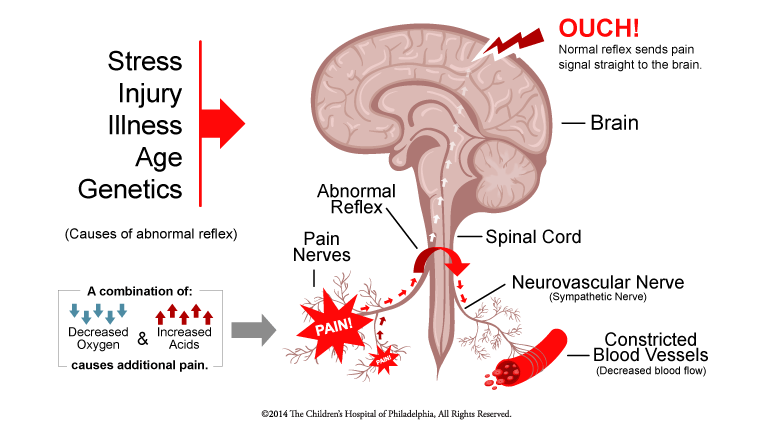 OUCH!
Normal reflex sends pain
signal straight to the brain.
Stress
Injury
Illness
Age
Genetics
(Causes of abnormal reflex)
Brain
Abnormal
Reflex
Spinal Cord
Pain
Nerves
Neurovascular Nerve
(Sympathetic Nerve)
A combination of:
Decreased
Oxygen
&
Increased
Acids
causes additional pain.
PAIN!
PAIN!
Constricted
Blood Vessels
(Decreased blood flow)
©2014 The Children's Hospital of Philadelphia, All Rights Reserved.